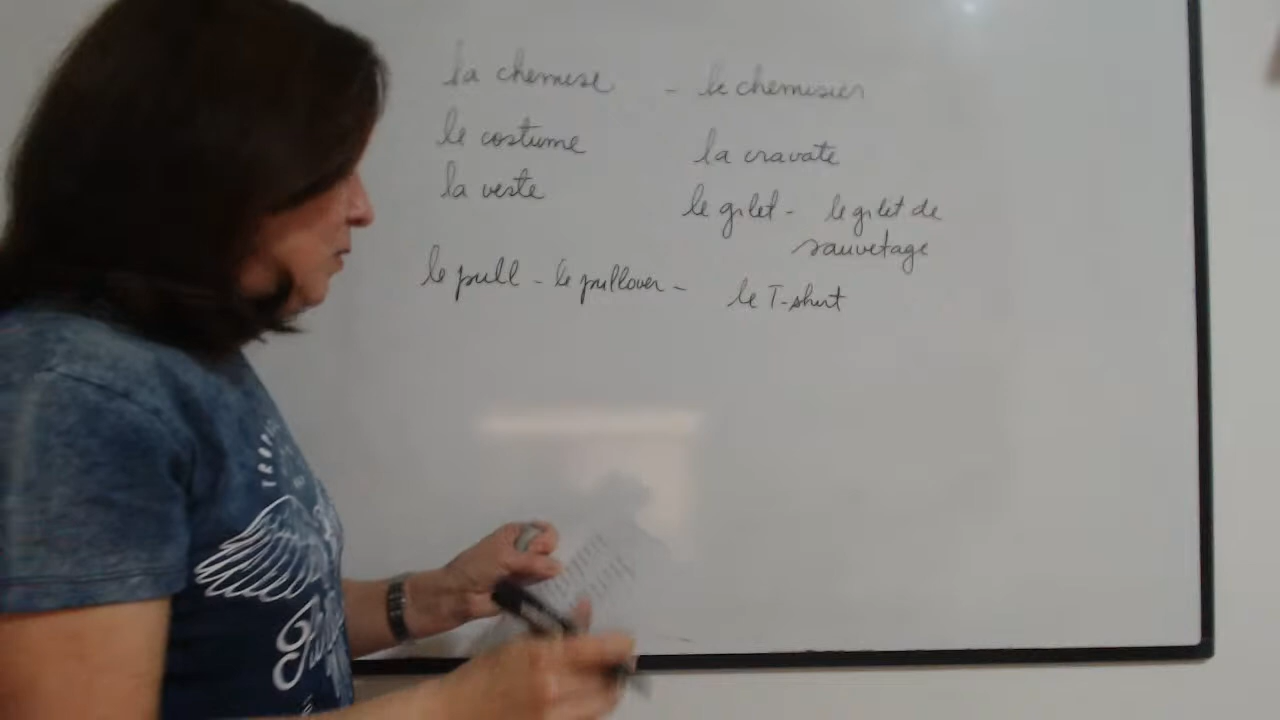 la chemise - le chemisier
le costume la cravate
la veste le gilet - le gilet de
sauvetage
le pull - le pullover - le T-shirt